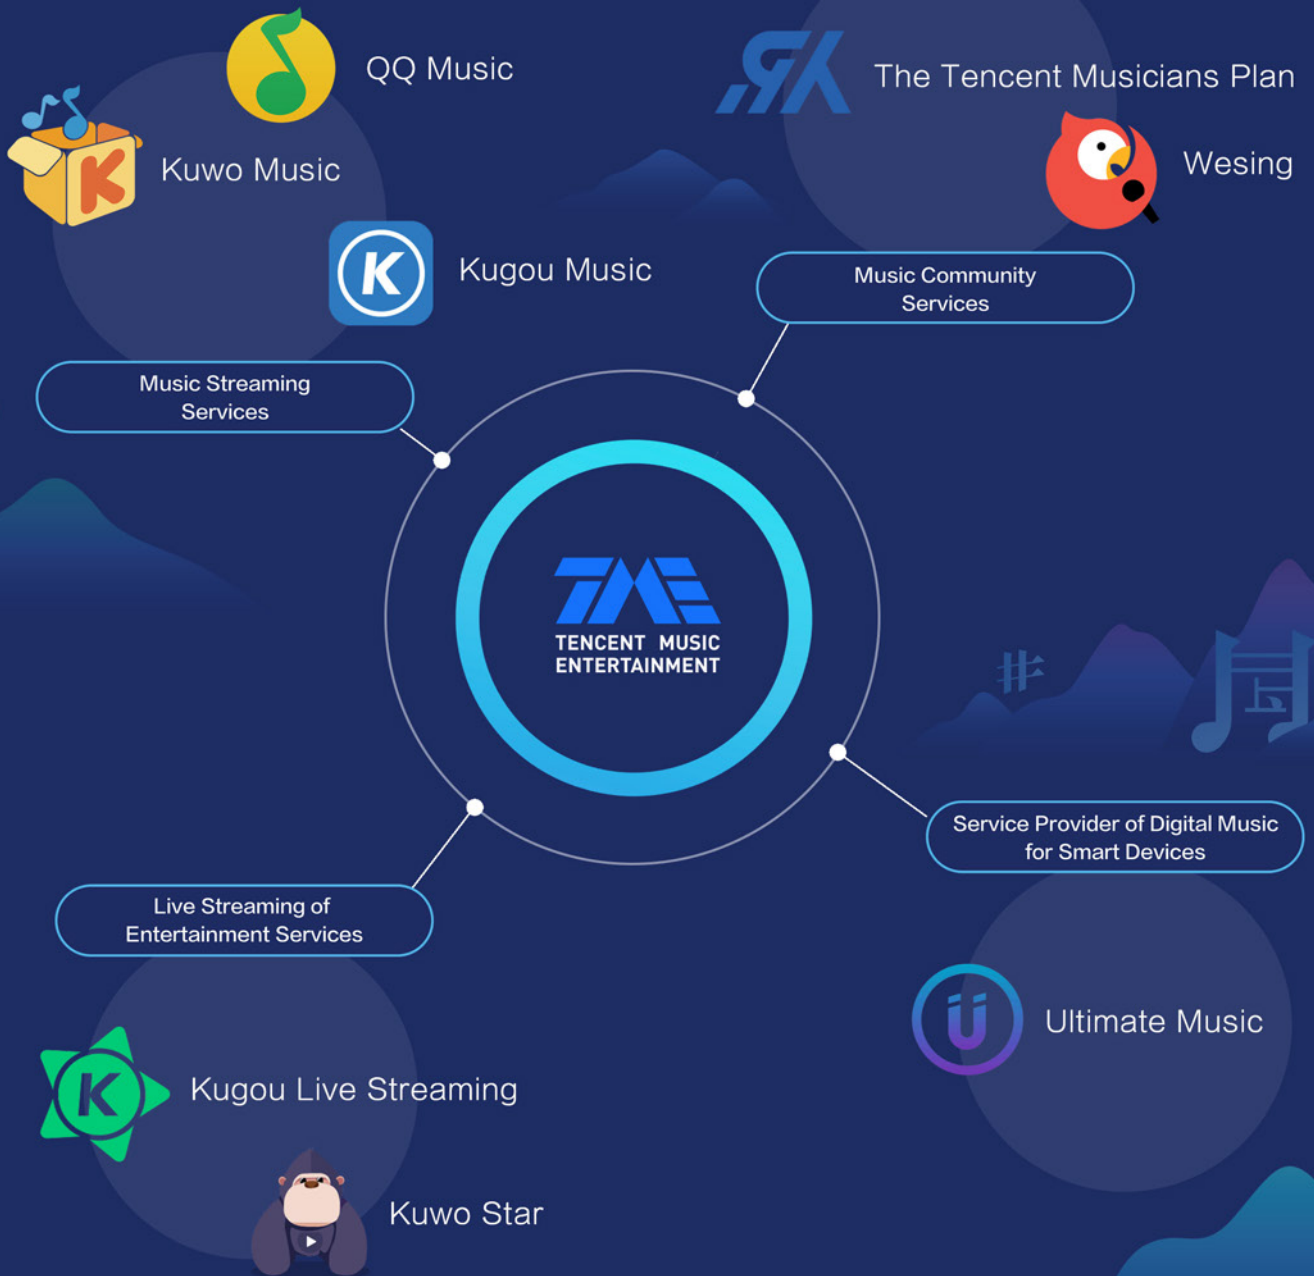 QQ Music
The Tencent Musicians Plan
K
Kuwo Music
Wesing
K
Kugou Music
Music Community
Services
Music Streaming
Services
TME
TENCENT MUSIC
ENTERTAINMENT
Service Provider of Digital Music
for Smart Devices
Live Streaming of
Entertainment Services
Ü
Ultimate Music
K
Kugou Live Streaming
Kuwo Star